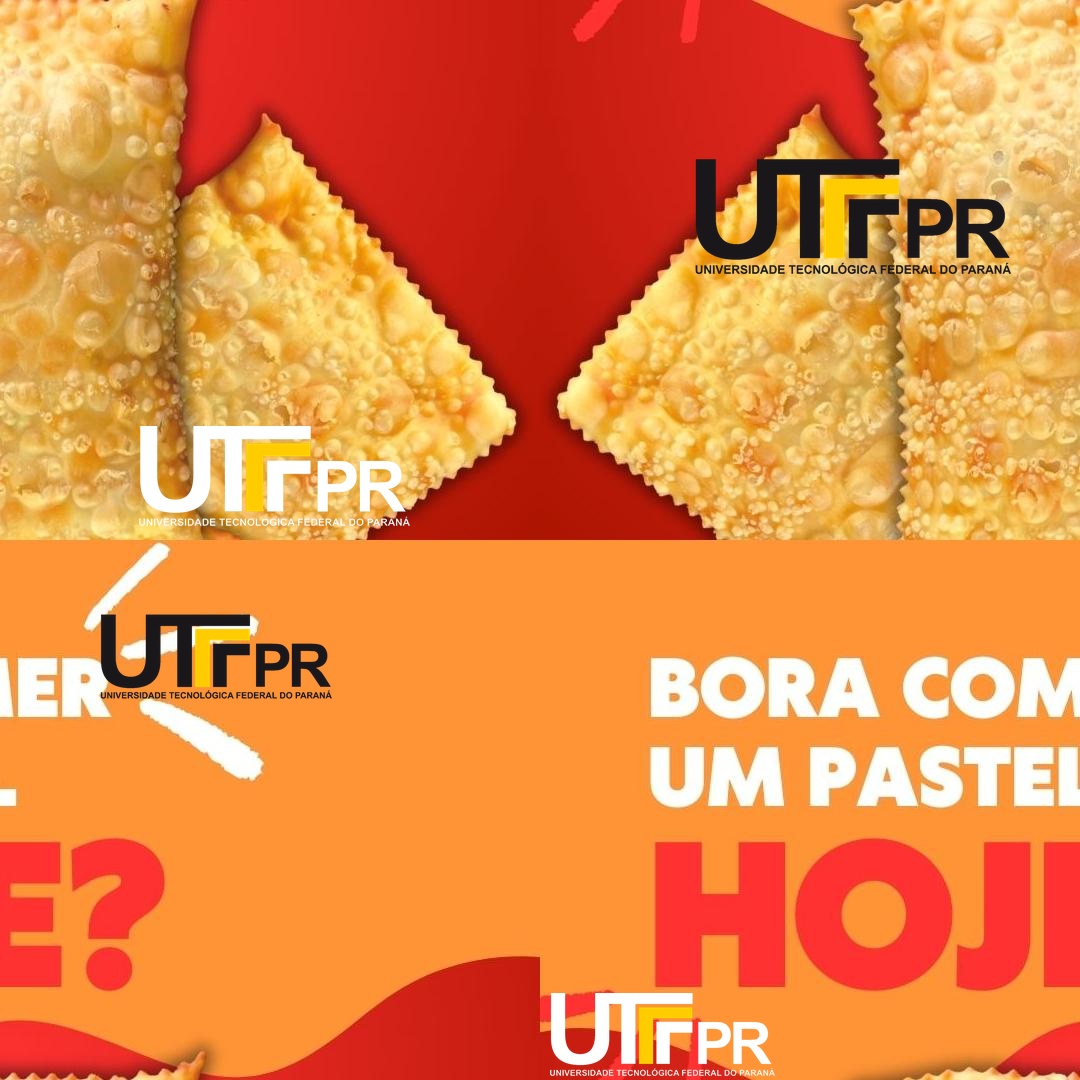 UTFPR
UNIVERSIDADE TECNOLÓGICA FEDERAL DO PARANÁ
UTFPR
UNIVERSIDADE TECNOLÓGICA FEDERAL DO PARANÁ
UTFPR
UNIVERSIDADE TECNOLÓGICA FEDERAL DO PARANÁ
MER
L
E?
BORA COM
UM PASTEL
HOJE
UTFPR
UNIVERSIDADE TECNOLÓGICA FEDERAL DO PARANÁ